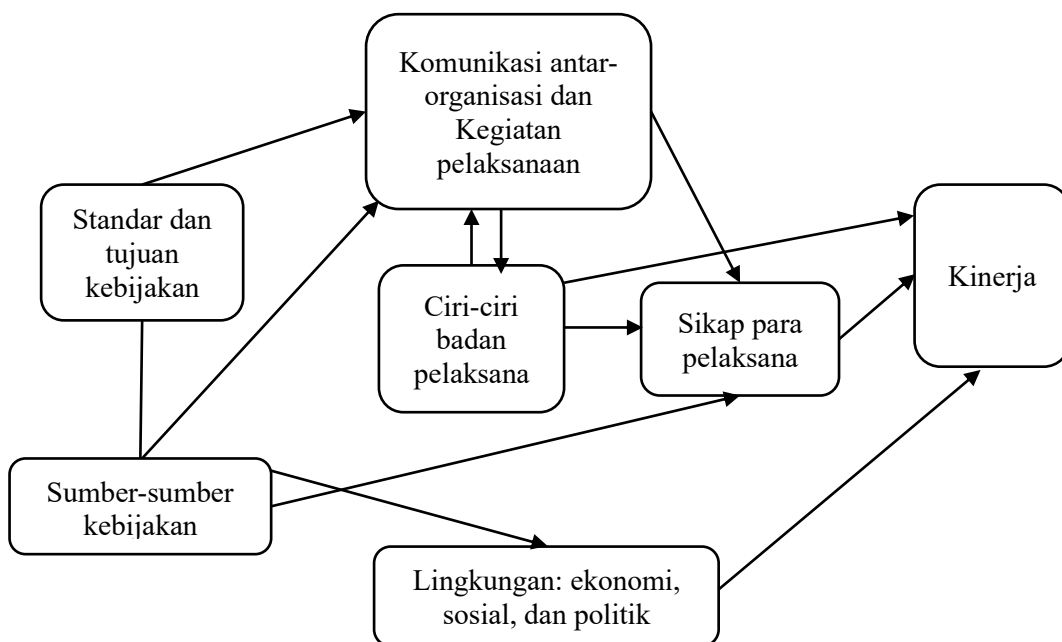 Komunikasi antar-
organisasi dan
Kegiatan
pelaksanaan
Standar dan
tujuan
kebijakan
Ciri-ciri
badan
pelaksana
Sikap para
pelaksana
Kinerja
Sumber-sumber
kebijakan
Lingkungan: ekonomi,
sosial, dan politik